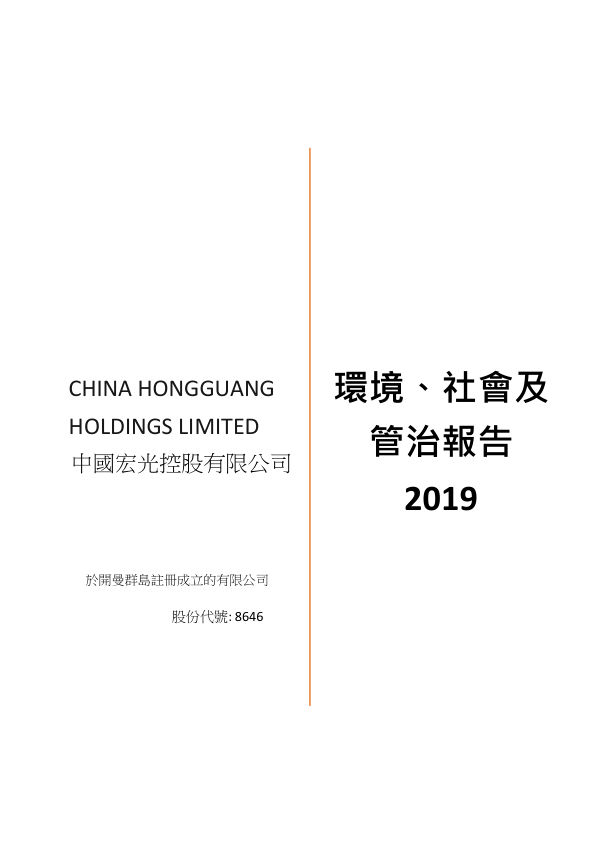 CHINA HONGGUANG
HOLDINGS LIMITED
中國宏光控股有限公司
於開曼群島註冊成立的有限公司
股份代號: 8646
環境、社會及
管治報告
2019